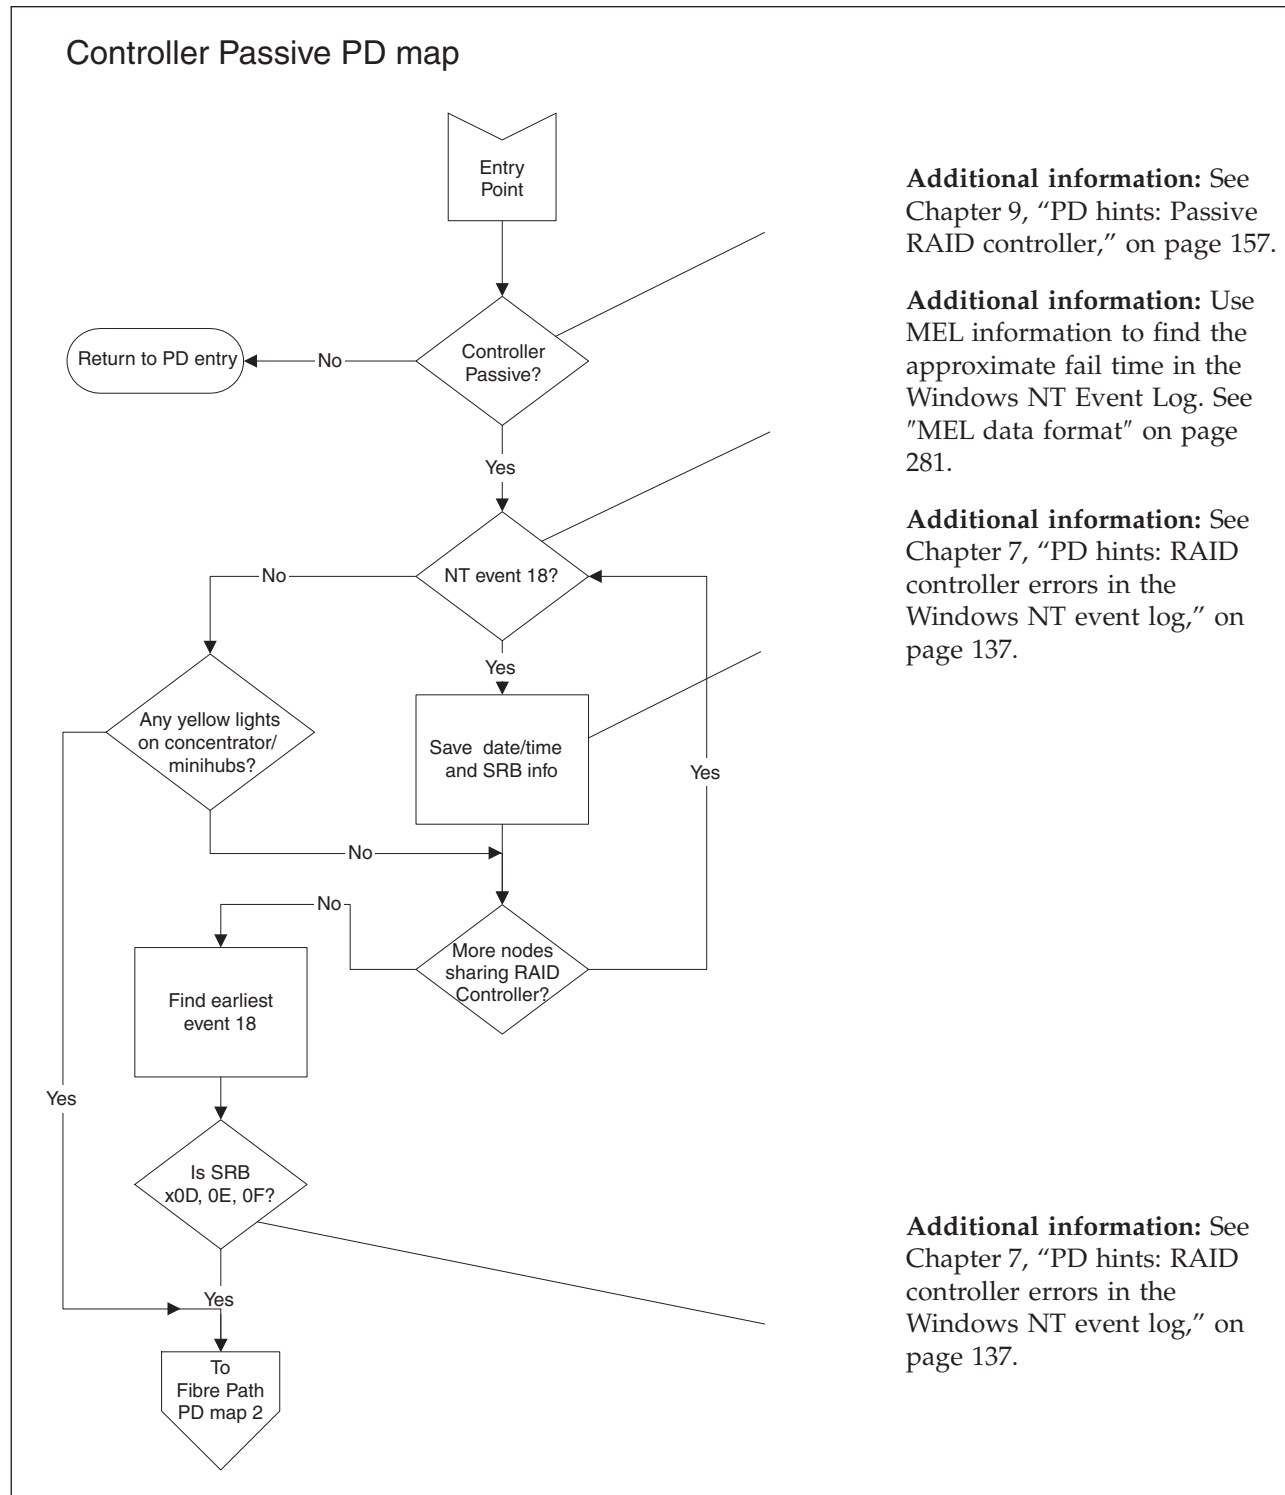 Controller Passive PD map
Entry
Point
Additional information: See
Chapter 9, “PD hints: Passive
RAID controller,” on page 157.
Additional information: Use
MEL information to find the
approximate fail time in the
Windows NT Event Log. See
"MEL data format" on page
281.
Additional information: See
Chapter 7, “PD hints: RAID
controller errors in the
Windows NT event log,” on
page 137.
Return to PD entry
No
Controller
Passive?
Yes
No
NT event 18?
Yes
Any yellow lights
on concentrator/
minihubs?
Save date/time
and SRB info
Yes
No
No
More nodes
sharing RAID
Controller?
Find earliest
event 18
Yes
Is SRB
x0D, 0E, 0F?
Yes
To
Fibre Path
PD map 2
Additional information: See
Chapter 7, “PD hints: RAID
controller errors in the
Windows NT event log,” on
page 137.